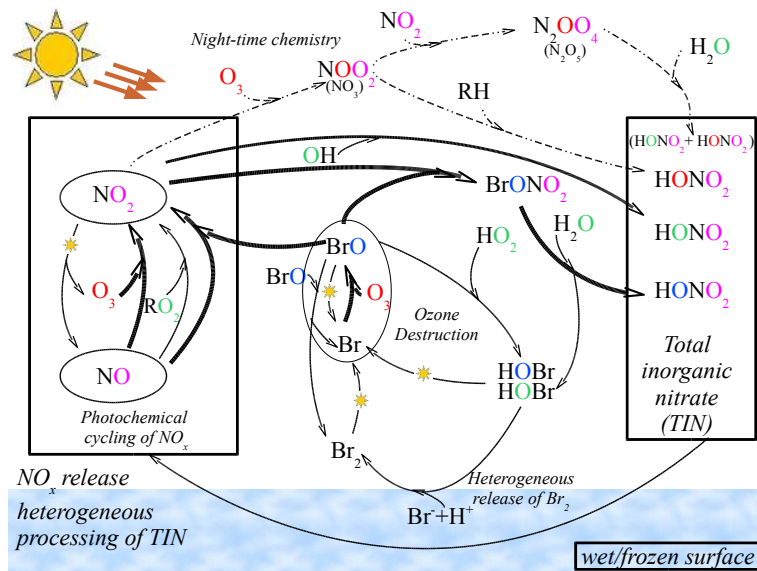 NO₂
N₂OO₄
(N₂O₅)
Night-time chemistry
H₂O
O₃
NOO₂
(NO₃)
RH
(HONO₂+ HONO₂)
OH
HONO₂
BrONO₂
NO₂
HONO₂
HO₂
H₂O
BrO
BrO
O₃
O₃
RO₂
HONO₂
Ozone
Destruction
Br
NO
HOBr
HOBr
Total
inorganic
nitrate
(TIN)
Photochemical
cycling of NOₓ
Br₂
NOₓ release
heterogeneous
processing of TIN
Heterogeneous
release of Br₂
Br⁻+H⁺
wet/frozen surface